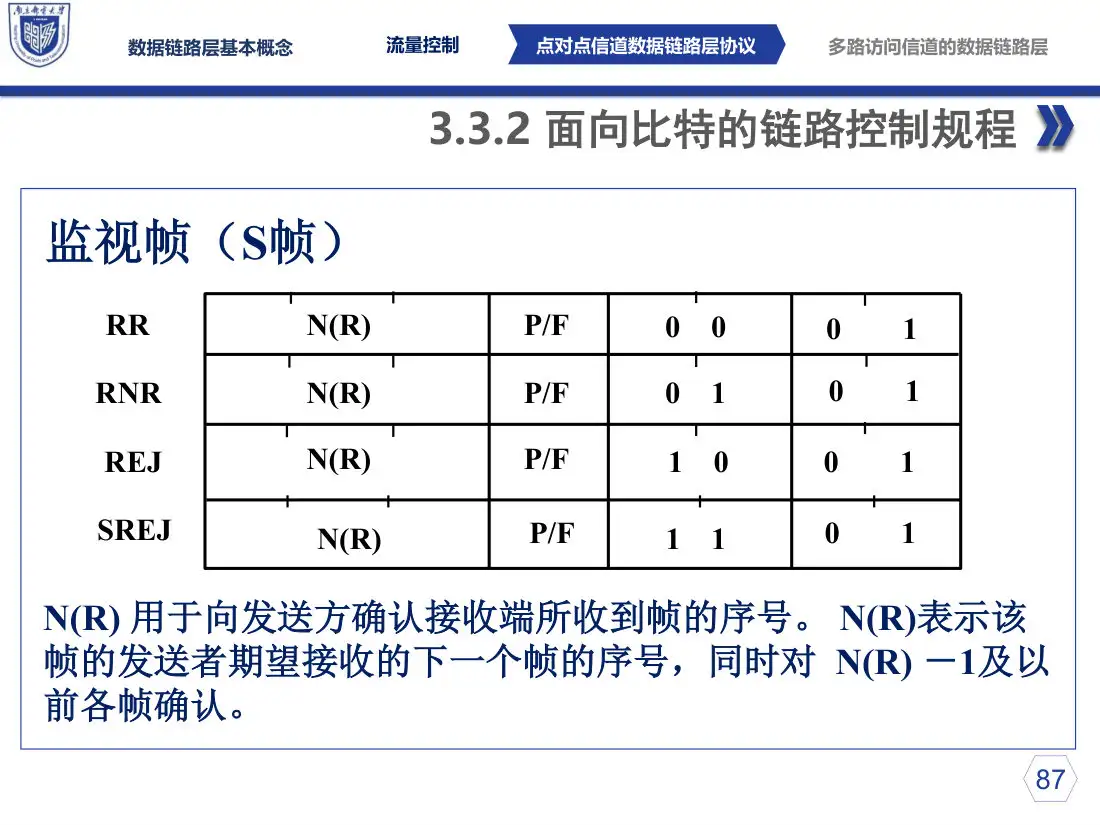 数据链路层基本概念 流量控制 点对点信道数据链路层协议 多路访问信道的数据链路层
3.3.2 面向比特的链路控制规程
监视帧（S帧）
RR N(R) P/F 0 0 0 1
RNR N(R) P/F 0 1 0 1
REJ N(R) P/F 1 0 0 1
SREJ N(R) P/F 1 1 0 1
N(R) 用于向发送方确认接收端所收到帧的序号。 N(R)表示该
帧的发送者期望接收的下一个帧的序号，同时对 N(R) －1及以
前各帧确认。
87